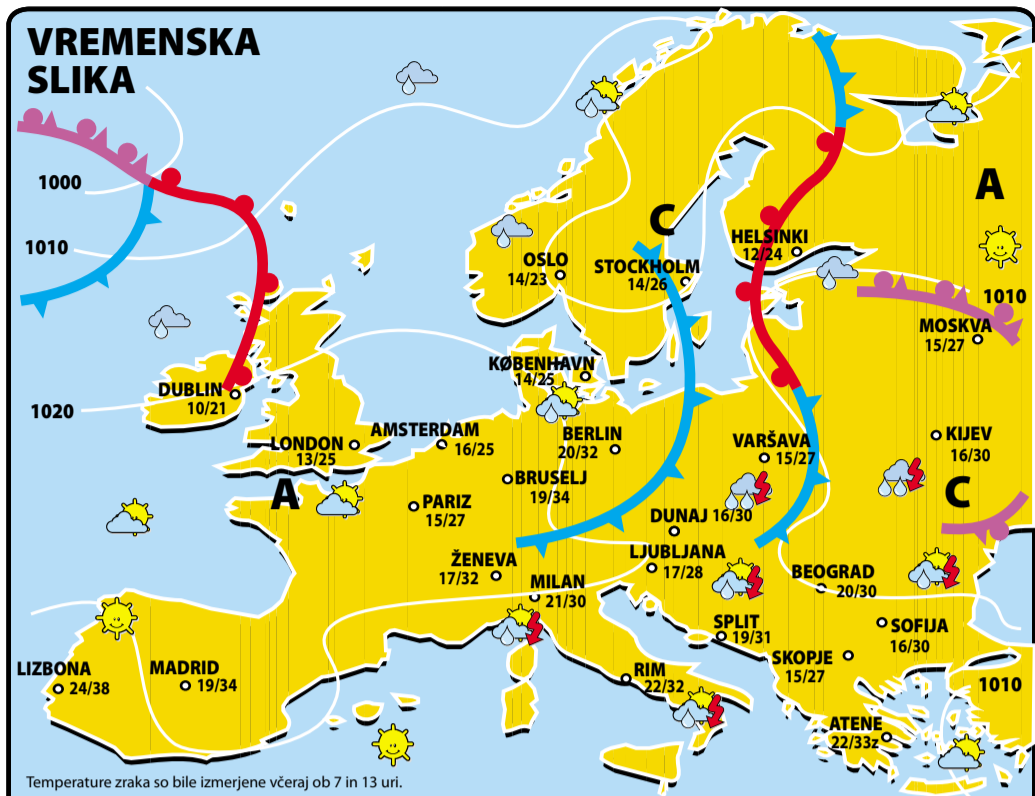 VREMENSKA
SLIKA
1000
A
1010
C
HELSINKI
12/24
OSLO
14/23
STOCKHOLM
14/26
1010
MOSKVA
15/27
KØBENHAVN
14/25
DUBLIN
10/21
1020
LONDON
13/25
AMSTERDAM
16/25
BERLIN
20/32
VARŠAVA
15/27
KIJEV
16/30
BRUSELJ
19/34
A
PARIZ
15/27
C
DUNAJ 16/30
LJUBLJANA
17/28
ŽENEVA
17/32
MILAN
21/30
BEOGRAD
20/30
SPLIT
19/31
SOFIJA
16/30
LIZBONA
24/38
MADRID
19/34
RIM
22/32
SKOPJE
15/27
1010
ATENE
22/33z
Temperature zraka so bile izmerjene včeraj ob 7 in 13 uri.